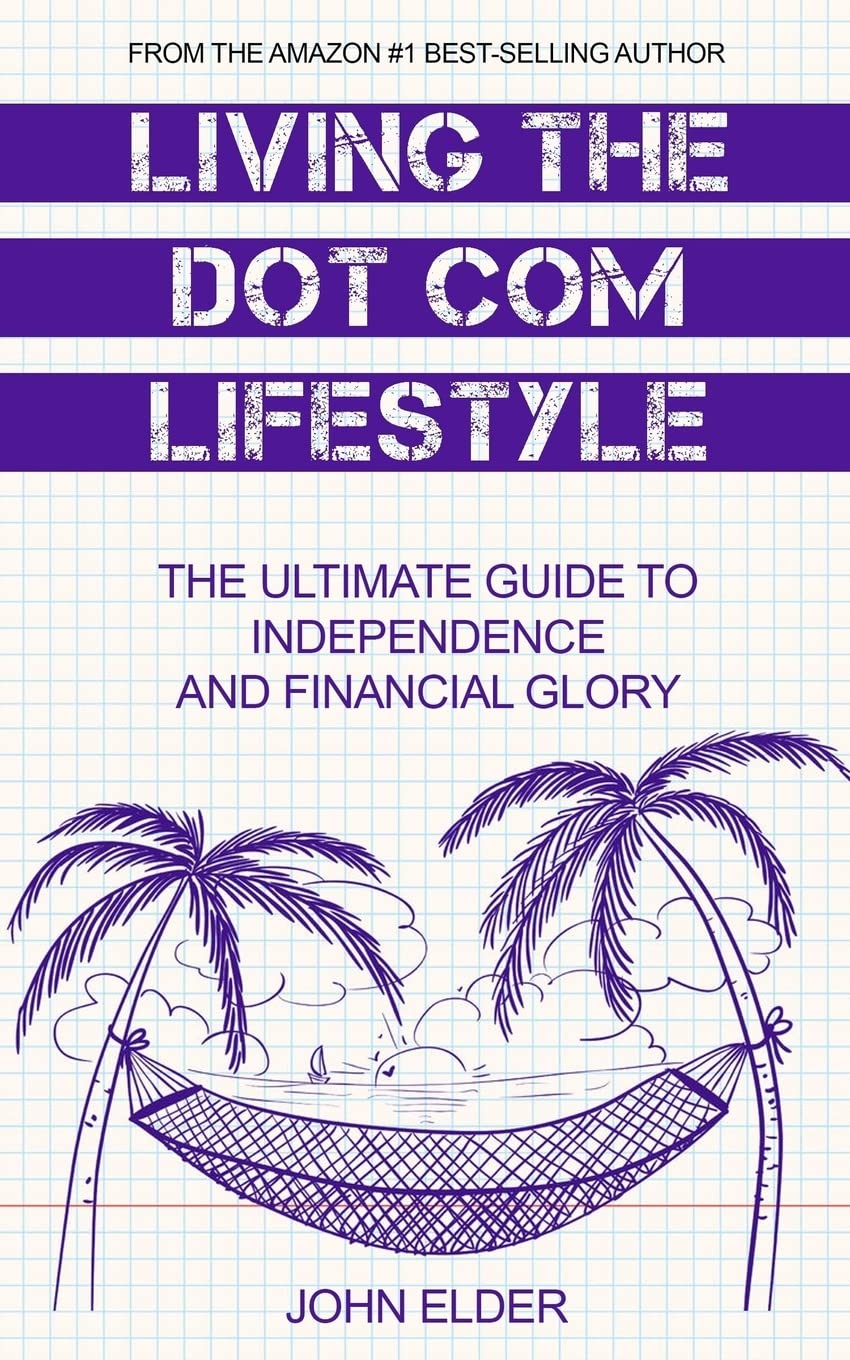 FROM THE AMAZON #1 BEST-SELLING AUTHOR
LIVING THE
DOT COM
LIFESTYLE
THE ULTIMATE GUIDE TO
INDEPENDENCE
AND FINANCIAL GLORY
JOHN ELDER